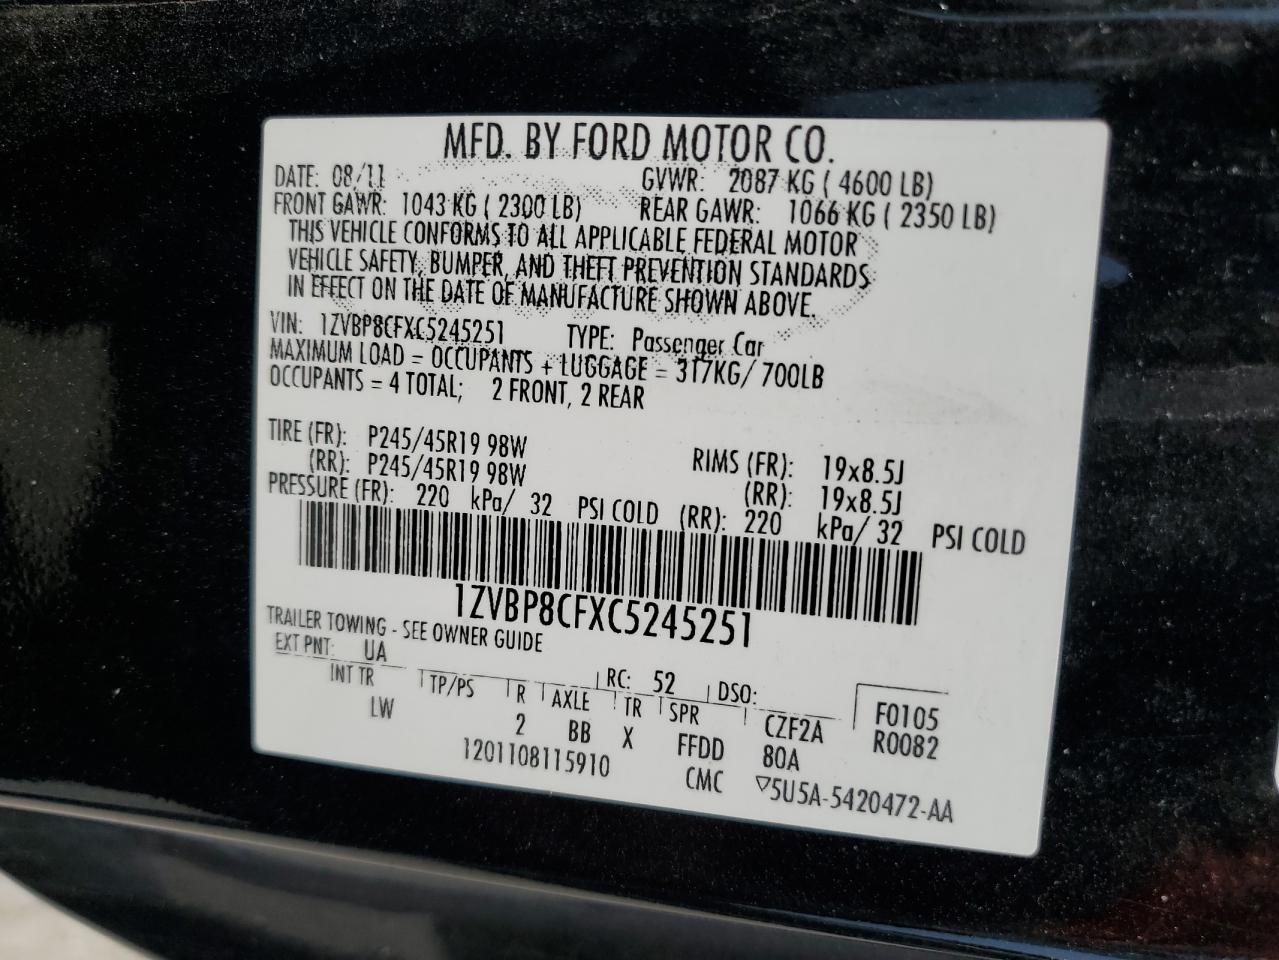 MFD. BY FORD MOTOR CO.
DATE: 08/11 GVWR: 2087 KG ( 4600 LB)
FRONT GAWR: 1043 KG ( 2300 LB) REAR GAWR: 1066 KG ( 2350 LB)
THIS VEHICLE CONFORMS TO ALL APPLICABLE FEDERAL MOTOR
VEHICLE SAFETY, BUMPER, AND THEFT PREVENTION STANDARDS
IN EFFECT ON THE DATE OF MANUFACTURE SHOWN ABOVE.
VIN: 1ZVBP8CFXC5245251 TYPE: Passenger Car
MAXIMUM LOAD = OCCUPANTS + LUGGAGE = 317KG/ 700LB
OCCUPANTS = 4 TOTAL; 2 FRONT, 2 REAR
TIRE (FR): P245/45R19 98W RIMS (FR): 19x8.5J
(RR): P245/45R19 98W (RR): 19x8.5J
PRESSURE (FR): 220 kPa/ 32 PSI COLD (RR): 220 kPa/ 32 PSI COLD
1ZVBP8CFXC5245251
TRAILER TOWING - SEE OWNER GUIDE
EXT PNT: UA RC: 52 DSO:
INT TR TP/PS R AXLE TR SPR CZF2A F0105
LW 2 BB X FFDD 80A R0082
1201108115910 CMC ▽5U5A-5420472-AA